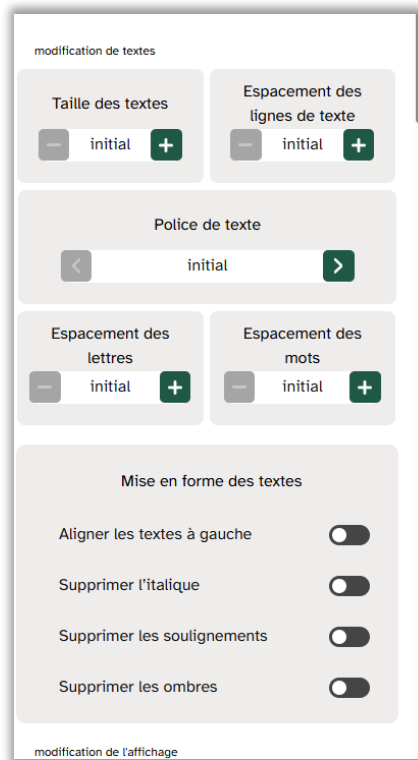 modification de textes
Taille des textes
initial
Espacement des
lignes de texte
initial
Police de texte
initial
Espacement des
lettres
initial
Espacement des
mots
initial
Mise en forme des textes
Aligner les textes à gauche
Supprimer l'italique
Supprimer les soulignements
Supprimer les ombres
modification de l'affichage